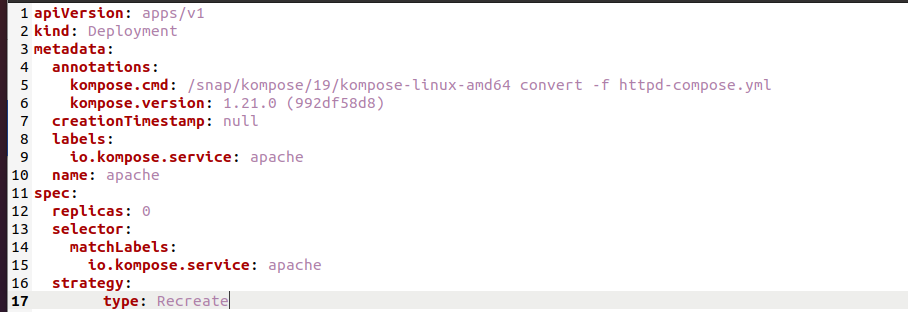 1 apiVersion: apps/v1
2 kind: Deployment
3 metadata:
4   annotations:
5     kompose.cmd: /snap/kompose/19/kompose-linux-amd64 convert -f httpd-compose.yml
6     kompose.version: 1.21.0 (992df58d8)
7   creationTimestamp: null
8   labels:
9     io.kompose.service: apache
10   name: apache
11 spec:
12   replicas: 0
13   selector:
14     matchLabels:
15       io.kompose.service: apache
16   strategy:
17         type: Recreate